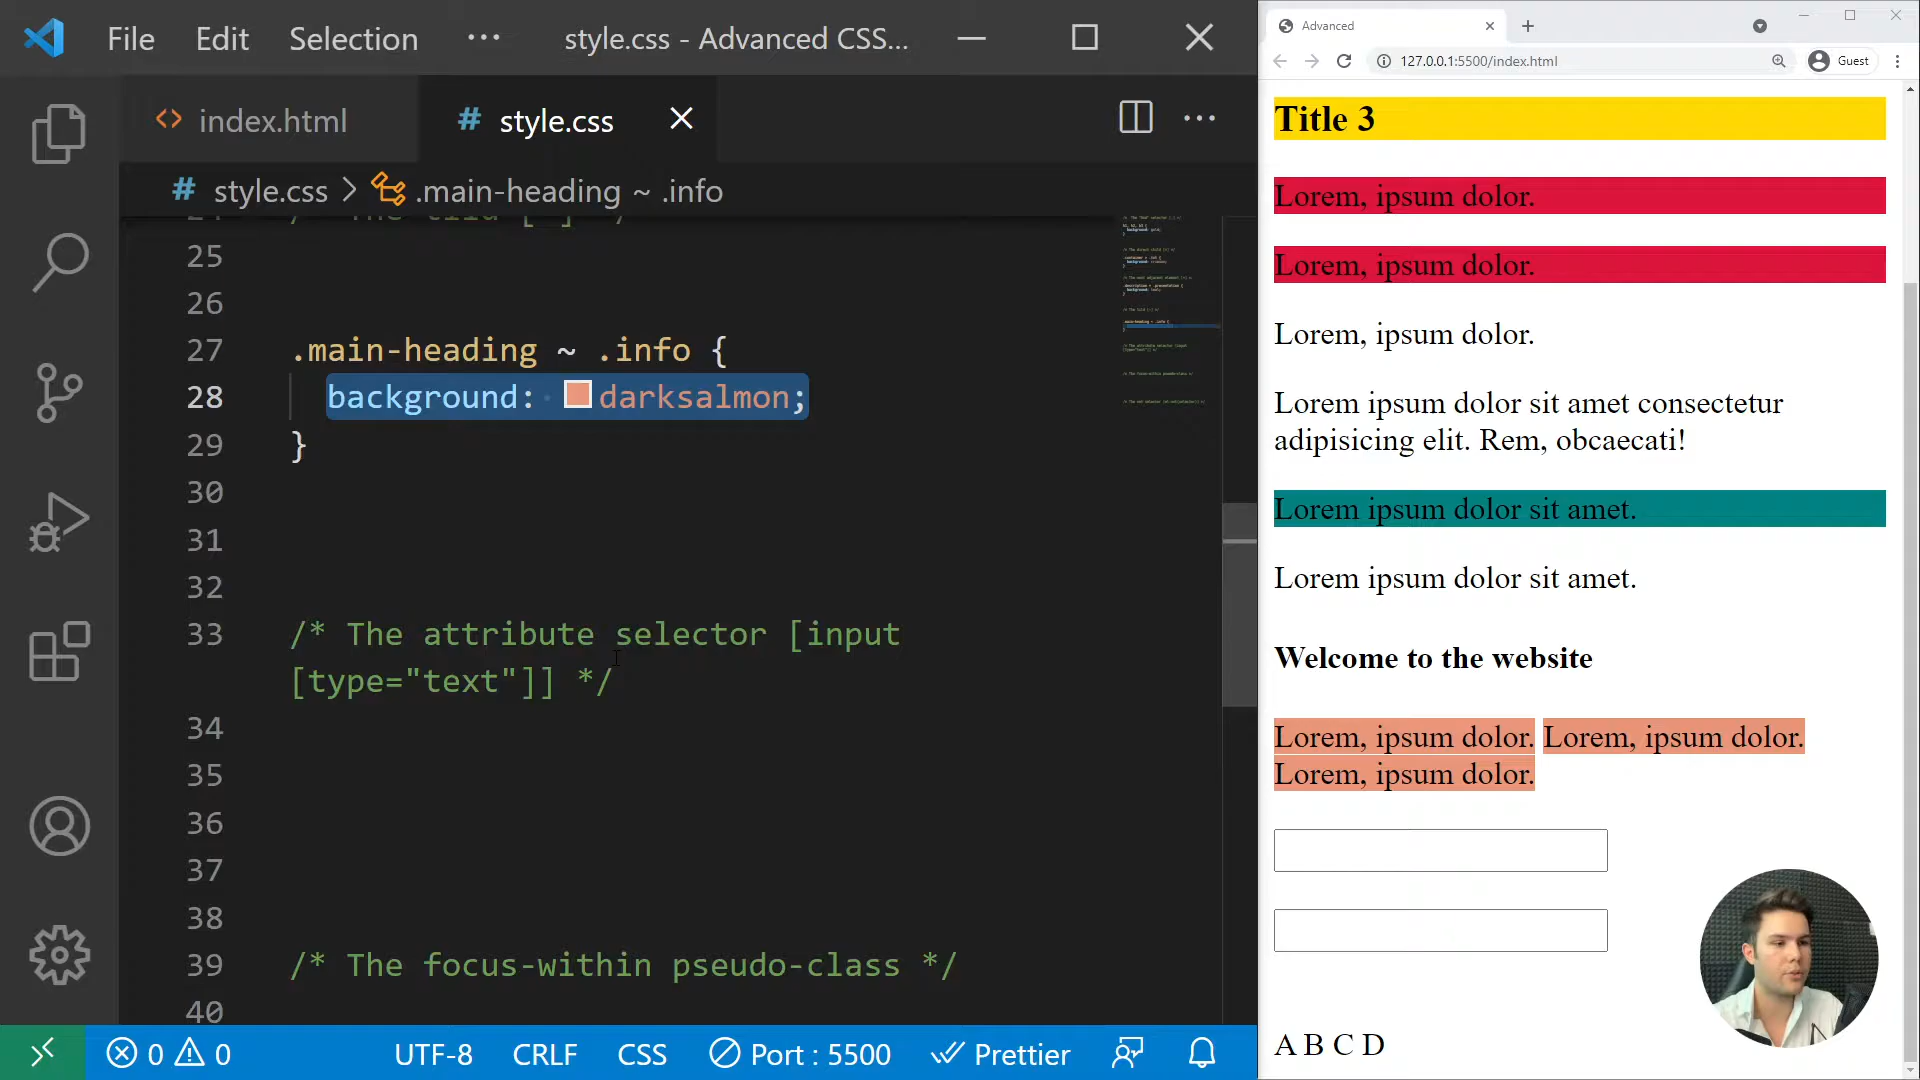 File Edit Selection ··· style.css - Advanced CSS...
index.html # style.css
# style.css > .main-heading ~ .info
25
26
27 .main-heading ~ .info {
28 background: darksalmon;
29 }
30
31
32
33 /* The attribute selector [input
[type="text"]] */
34
35
36
37
38
39 /* The focus-within pseudo-class */
40
0 0 UTF-8 CRLF CSS Port : 5500 Prettier
Advanced
127.0.0.1:5500/index.html Guest
Title 3
Lorem, ipsum dolor.
Lorem, ipsum dolor.
Lorem, ipsum dolor.
Lorem ipsum dolor sit amet consectetur
adipisicing elit. Rem, obcaecati!
Lorem ipsum dolor sit amet.
Lorem ipsum dolor sit amet.
Welcome to the website
Lorem, ipsum dolor. Lorem, ipsum dolor.
Lorem, ipsum dolor.
A B C D